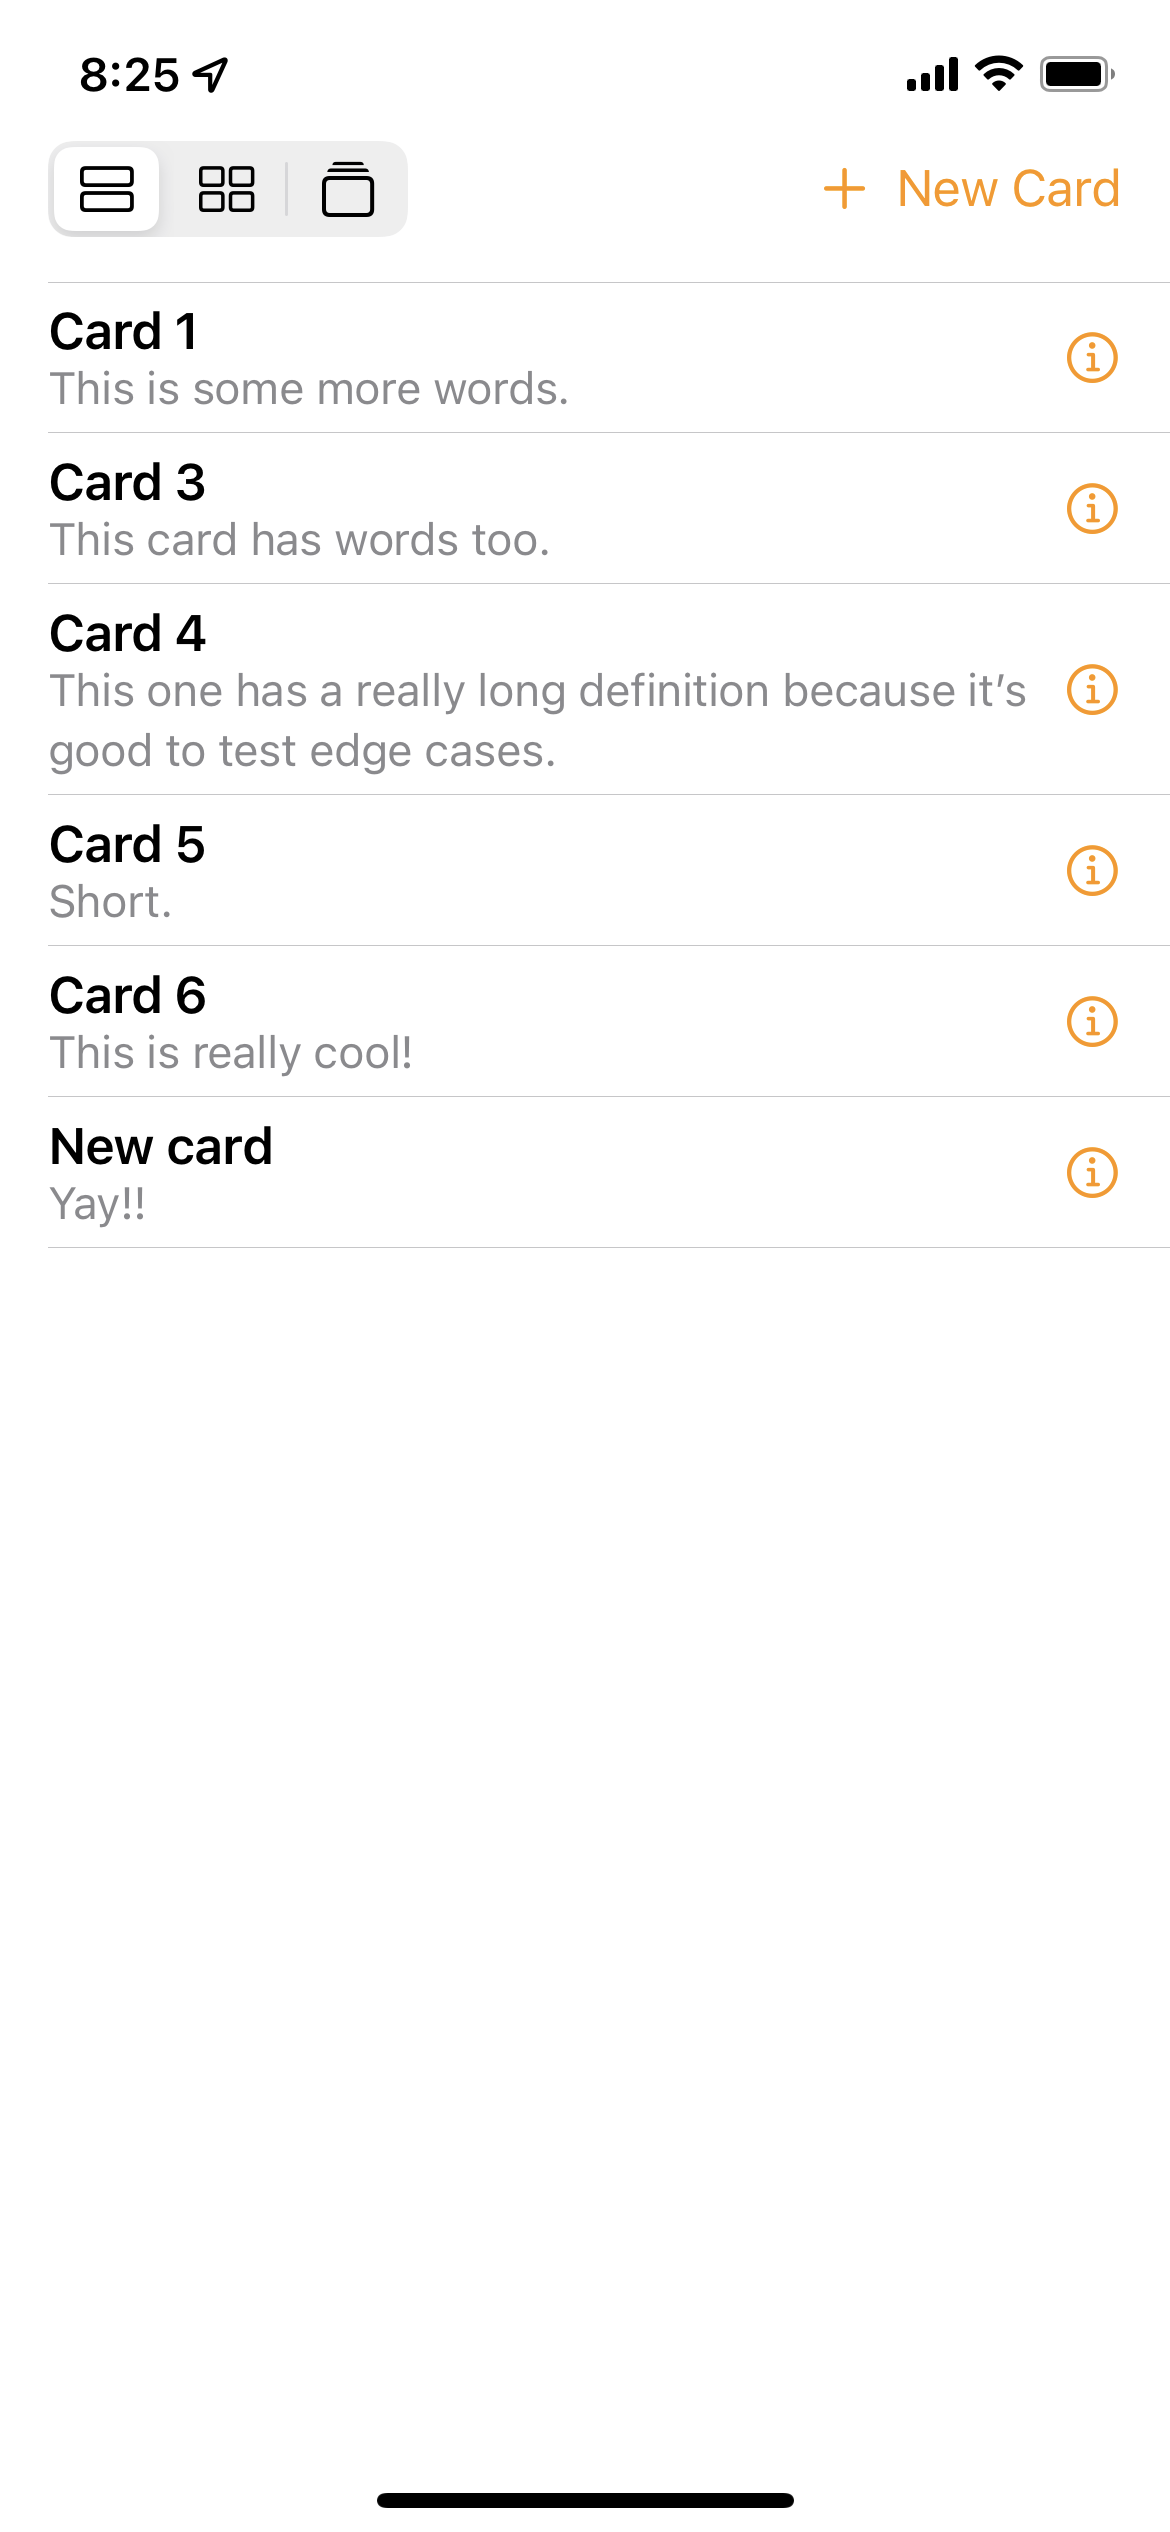 8:25
New Card
Card 1
This is some more words.
Card 3
This card has words too.
Card 4
This one has a really long definition because it’s
good to test edge cases.
Card 5
Short.
Card 6
This is really cool!
New card
Yay!!